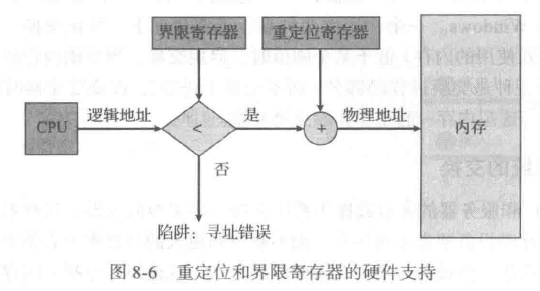 界限寄存器
重定位寄存器
CPU
逻辑地址
<
是
+
物理地址
内存
否
陷阱：寻址错误
图 8-6 重定位和界限寄存器的硬件支持